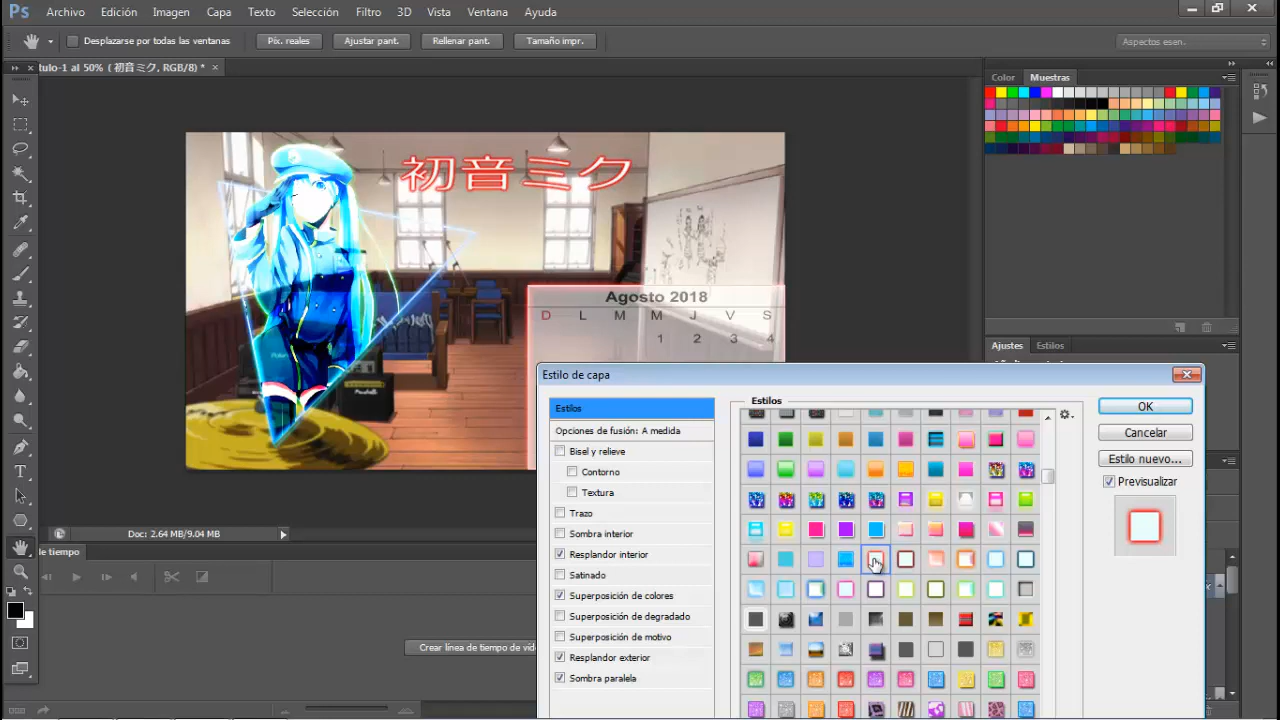 Ps Archivo Edición Imagen Capa Texto Selección Filtro 3D Vista Ventana Ayuda
Desplazarse por todas las ventanas Píx. reales Ajustar pant. Rellenar pant. Tamaño impr. Aspectos esen.
tulo-1 al 50% (初音ミク, RGB/8) * ×
Color Muestras
初音ミク
Agosto 2018
D L M M J V S
1 2 3 4
Ajustes Estilos
Estilo de capa
Estilos
Estilos
OK
Opciones de fusión: A medida
Cancelar
Bisel y relieve
Estilo nuevo...
Contorno
Previsualizar
Textura
Trazo
Sombra interior
Resplandor interior
Satinado
Superposición de colores
Superposición de degradado
Superposición de motivo
Resplandor exterior
Sombra paralela
Doc: 2.64 MB/9.04 MB
de tiempo
Crear línea de tiempo de víd